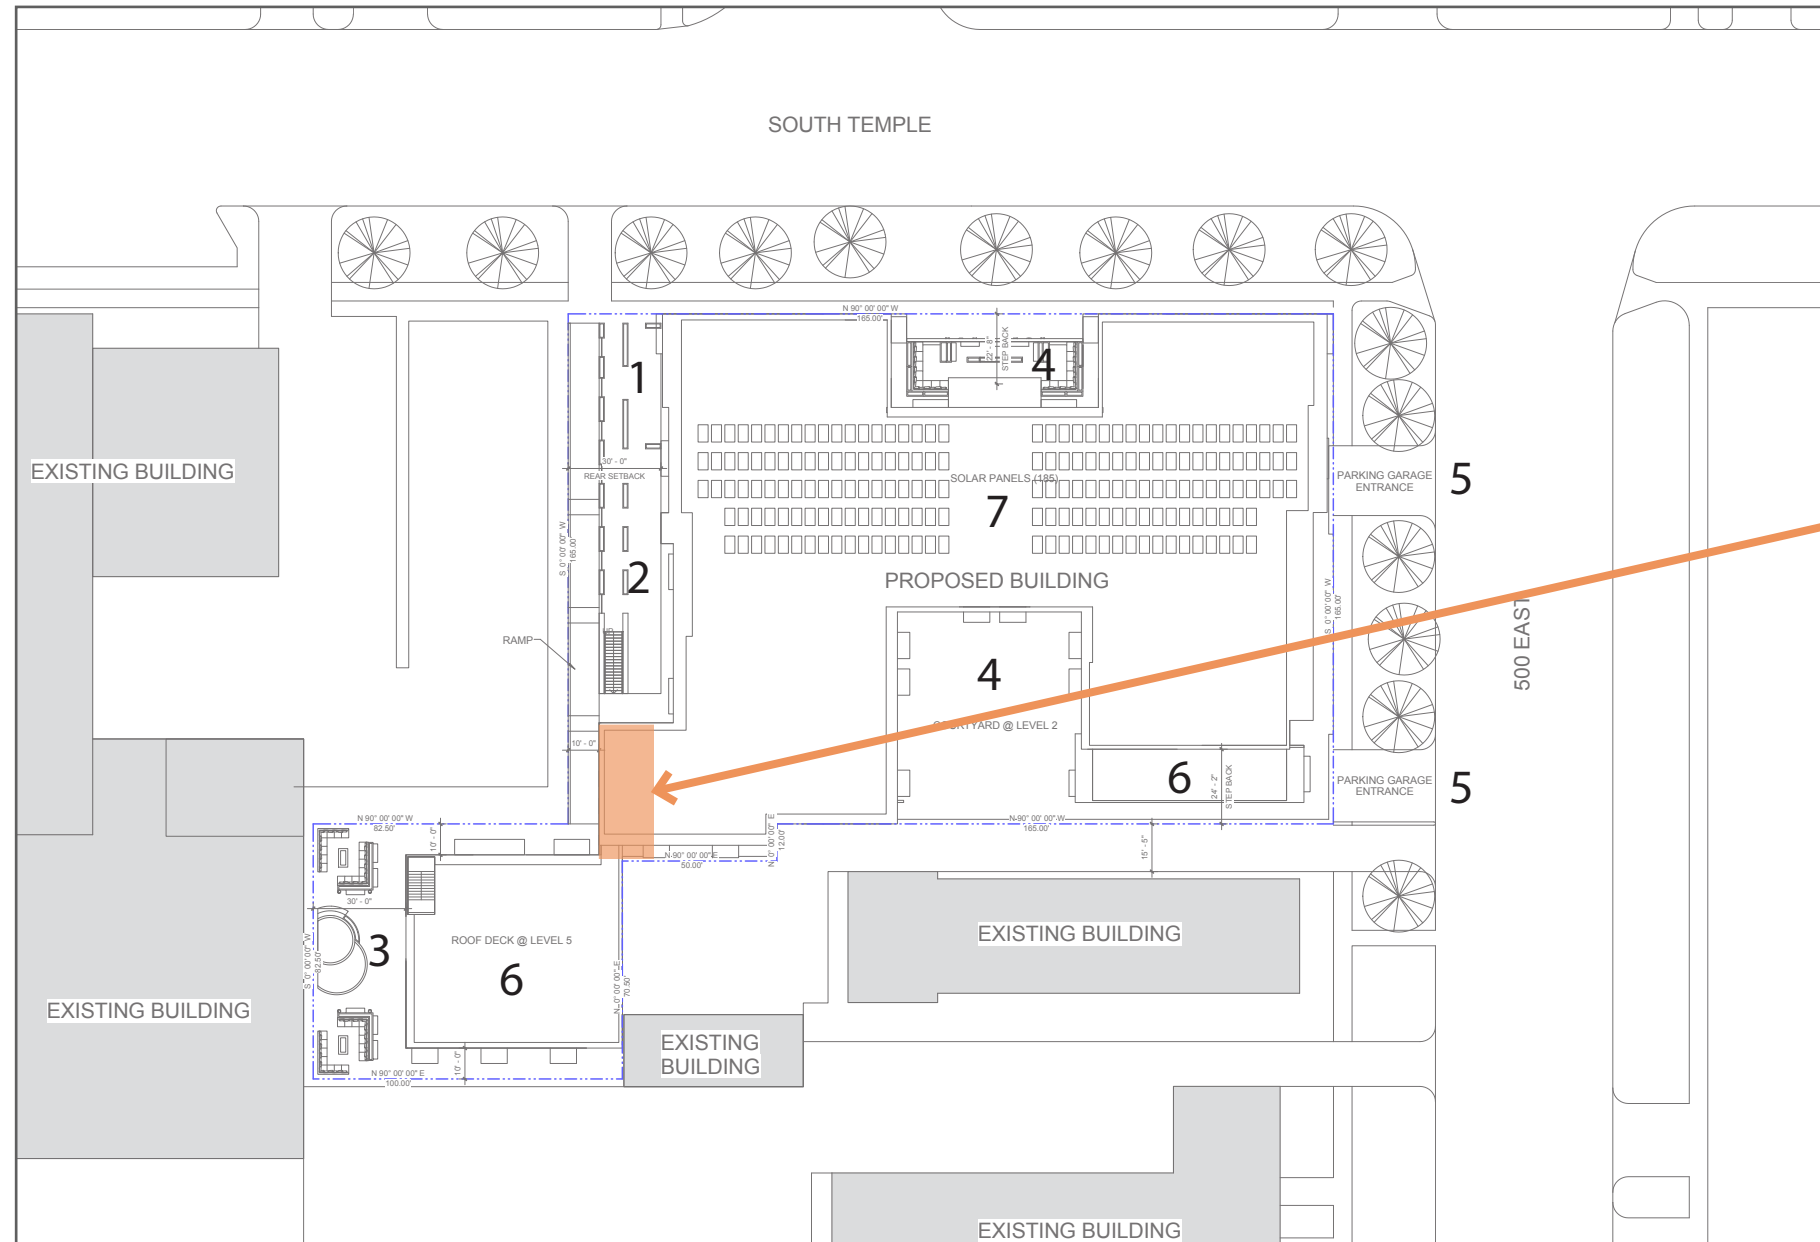 SOUTH TEMPLE
N 90° 00' 00" W
165.00'
22' - 8"
STEP BACK
4
1
30' - 0"
REAR SETBACK
EXISTING BUILDING
SOLAR PANELS (185)
7
PARKING GARAGE
ENTRANCE
5
S 0° 00' 00" W
165.00'
2
PROPOSED BUILDING
S 0° 00' 00" W
165.00'
500 EAST
RAMP
4
COURTYARD @ LEVEL 2
10' - 0"
6
24' - 2"
STEP BACK
PARKING GARAGE
ENTRANCE
5
N 90° 00' 00" W
82.50'
10' - 0"
N 0° 00' 00" E
12.00'
N 90° 00' 00" W
165.00'
N 90° 00' 00" E
50.00'
15' - 5"
30' - 0"
3
S 0° 00' 00" W
82.50'
ROOF DECK @ LEVEL 5
6
N 0° 00' 00" E
70.50'
EXISTING BUILDING
EXISTING BUILDING
EXISTING
BUILDING
N 90° 00' 00" E
100.00'
10' - 0"
EXISTING BUILDING